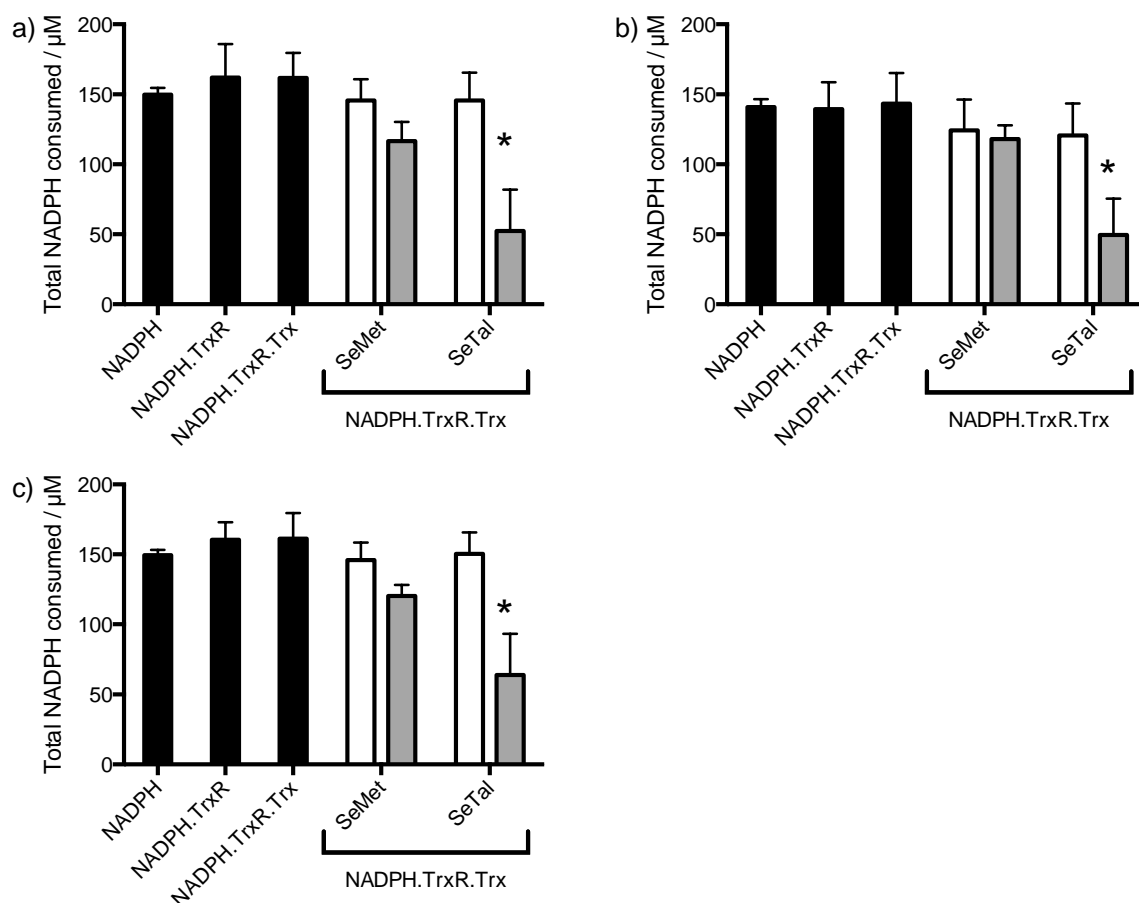 a)
Total NADPH consumed / µM
200
150
100
50
0
*
NADPH
NADPH.TrxR
NADPH.TrxR.Trx
SeMet
SeTal
NADPH.TrxR.Trx
b)
Total NADPH consumed / µM
200
150
100
50
0
*
NADPH
NADPH.TrxR
NADPH.TrxR.Trx
SeMet
SeTal
NADPH.TrxR.Trx
c)
Total NADPH consumed / µM
200
150
100
50
0
*
NADPH
NADPH.TrxR
NADPH.TrxR.Trx
SeMet
SeTal
NADPH.TrxR.Trx